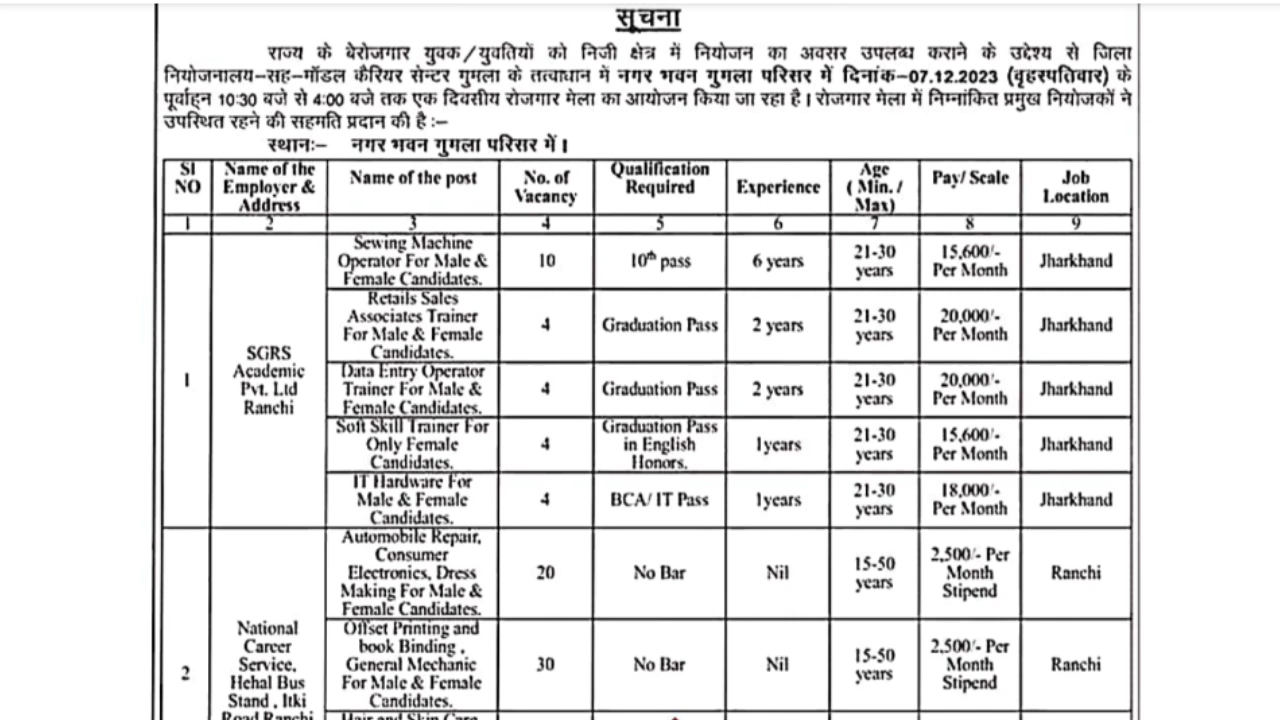 सूचना
राज्य के बेरोजगार युवक/युवतियों को निजी क्षेत्र में नियोजन का अवसर उपलब्ध कराने के उद्देश्य से जिला
नियोजनालय-सह-मॉडल कैरियर सेन्टर गुमला के तत्वाधान में नगर भवन गुमला परिसर में दिनांक-07.12.2023 (वृहस्पतिवार) के
पूर्वाहन 10:30 बजे से 4:00 बजे तक एक दिवसीय रोजगार मेला का आयोजन किया जा रहा है। रोजगार मेला में निम्नांकित प्रमुख नियोजकों ने
उपस्थित रहने की सहमति प्रदान की है :-
स्थानः- नगर भवन गुमला परिसर में।
SI NO | Name of the Employer & Address | Name of the post | No. of Vacancy | Qualification Required | Experience | Age (Min./ Max) | Pay/ Scale | Job Location
1 | 2 | 3 | 4 | 5 | 6 | 7 | 8 | 9
1 | SGRS Academic Pvt. Ltd Ranchi | Sewing Machine Operator For Male & Female Candidates. | 10 | 10th pass | 6 years | 21-30 years | 15,600/- Per Month | Jharkhand
Retails Sales Associates Trainer For Male & Female Candidates. | 4 | Graduation Pass | 2 years | 21-30 years | 20,000/- Per Month | Jharkhand
Data Entry Operator Trainer For Male & Female Candidates. | 4 | Graduation Pass | 2 years | 21-30 years | 20,000/- Per Month | Jharkhand
Soft Skill Trainer For Only Female Candidates. | 4 | Graduation Pass in English Honors. | 1years | 21-30 years | 15,600/- Per Month | Jharkhand
IT Hardware For Male & Female Candidates. | 4 | BCA/ IT Pass | 1years | 21-30 years | 18,000/- Per Month | Jharkhand
2 | National Career Service, Hehal Bus Stand , Itki Road Ranchi | Automobile Repair, Consumer Electronics, Dress Making For Male & Female Candidates. | 20 | No Bar | Nil | 15-50 years | 2,500/- Per Month Stipend | Ranchi
Offset Printing and book Binding , General Mechanic For Male & Female Candidates. | 30 | No Bar | Nil | 15-50 years | 2,500/- Per Month Stipend | Ranchi
Hair and Skin Care